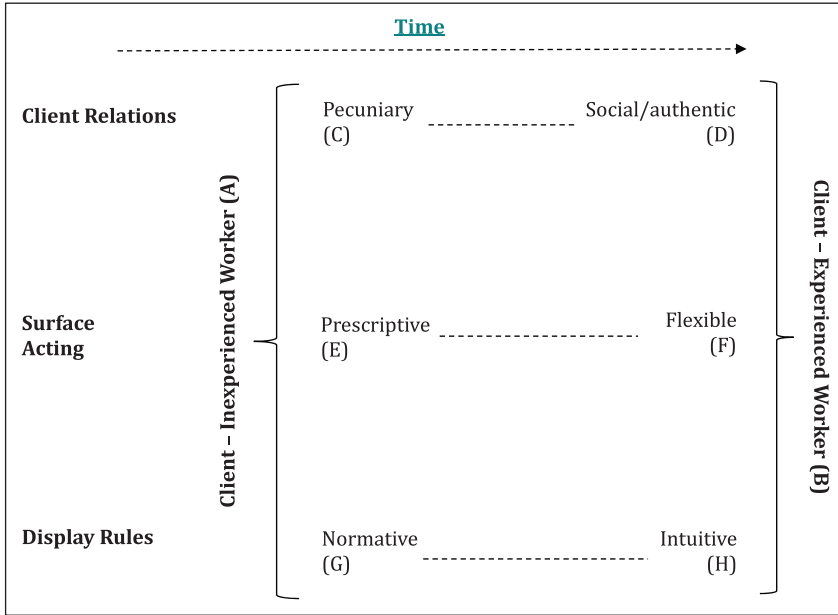 Time
Client Relations
Pecuniary
(C)
Social/authentic
(D)
Client – Inexperienced Worker (A)
Client – Experienced Worker (B)
Surface
Acting
Prescriptive
(E)
Flexible
(F)
Display Rules
Normative
(G)
Intuitive
(H)